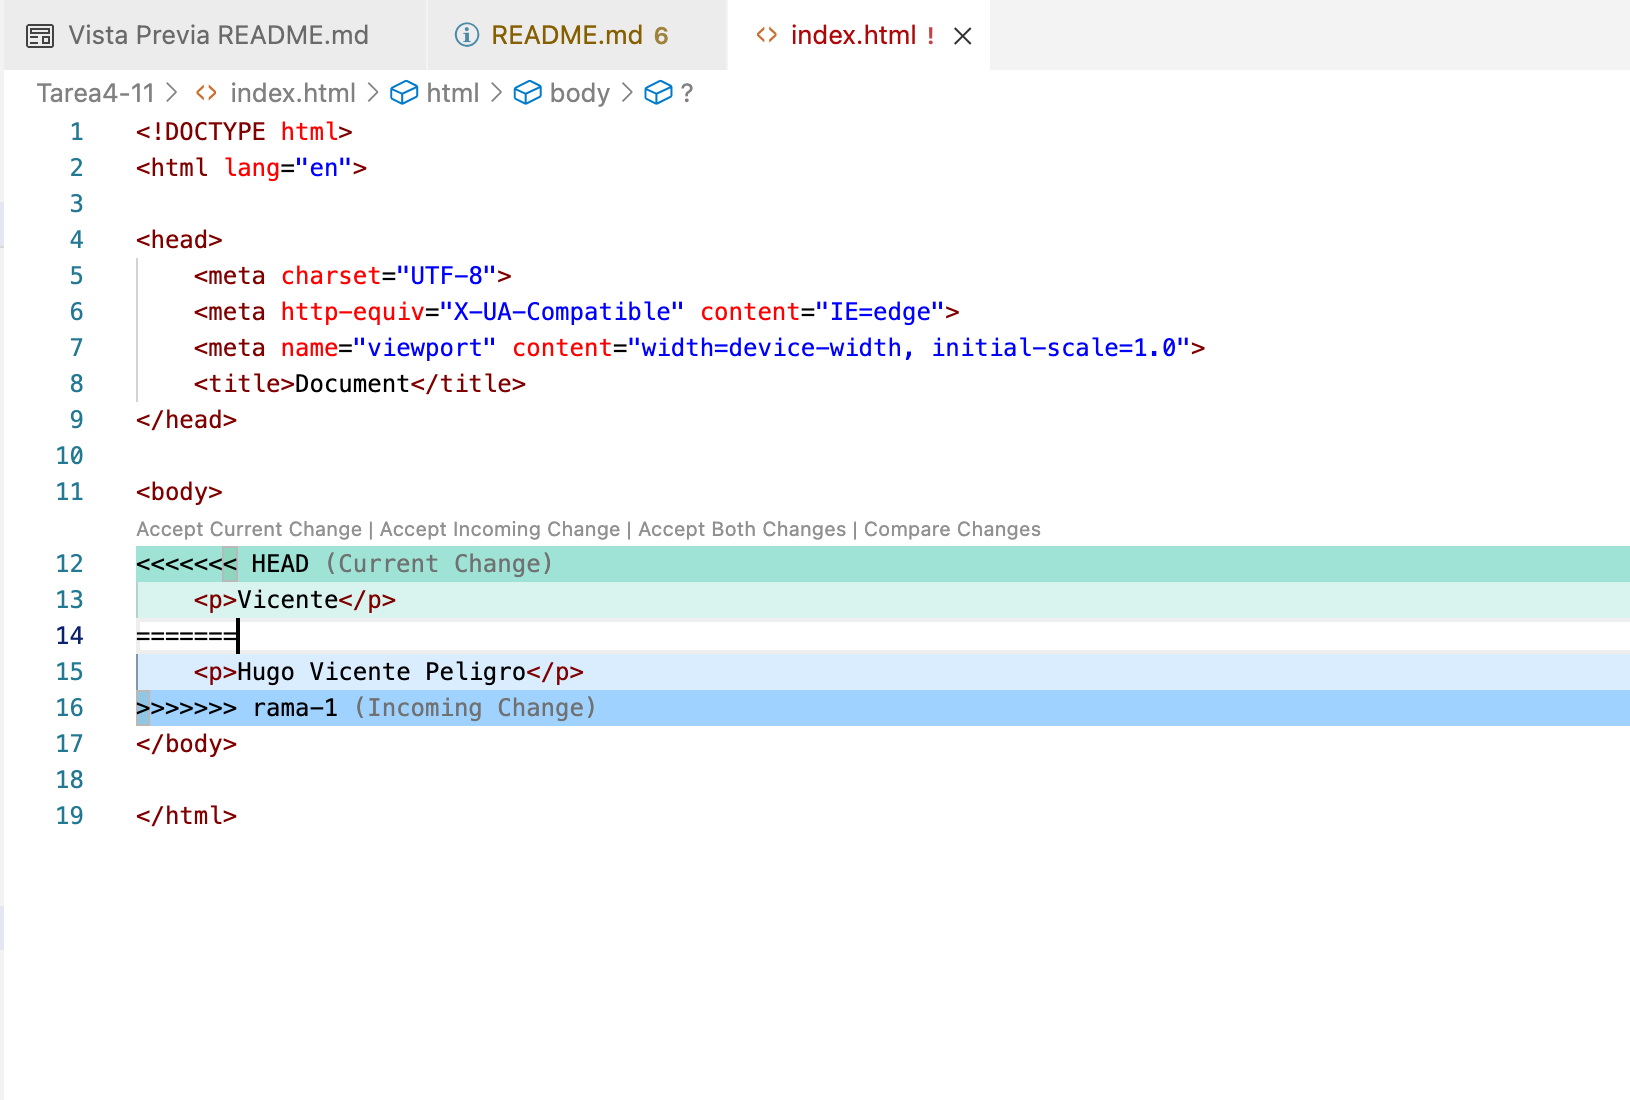 Vista Previa README.md README.md 6 index.html !
Tarea4-11 > index.html > html > body > ?
1 <!DOCTYPE html>
2 <html lang="en">
3
4 <head>
5     <meta charset="UTF-8">
6     <meta http-equiv="X-UA-Compatible" content="IE=edge">
7     <meta name="viewport" content="width=device-width, initial-scale=1.0">
8     <title>Document</title>
9 </head>
10
11 <body>
Accept Current Change | Accept Incoming Change | Accept Both Changes | Compare Changes
12 <<<<<<< HEAD (Current Change)
13     <p>Vicente</p>
14 =======
15     <p>Hugo Vicente Peligro</p>
16 >>>>>>> rama-1 (Incoming Change)
17 </body>
18
19 </html>